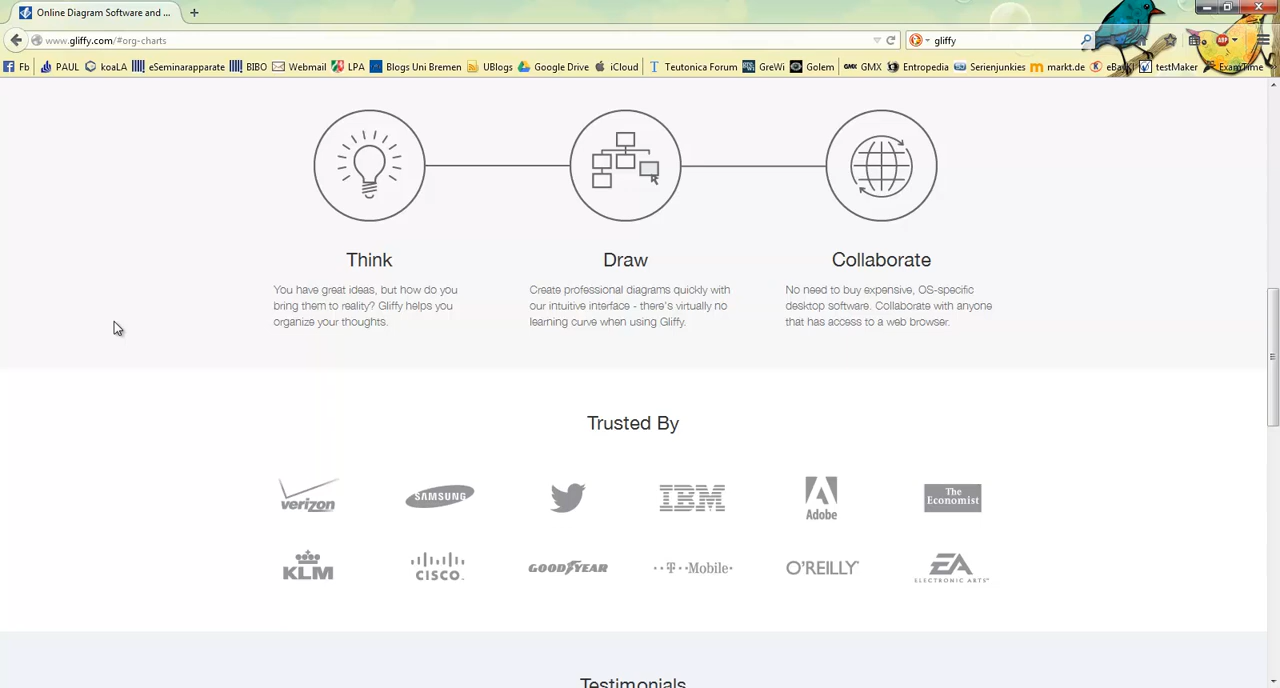 Online Diagram Software and ...
www.gliffy.com/#org-charts
gliffy
Fb PAUL koaLA eSeminarapparate BIBO Webmail LPA Blogs Uni UBlogs Google Drive iCloud Teutonica Forum GreWi Golem GMX Entropedia Serienjunkies markt.de testMaker ExamTime
Think
You have great ideas, but how do you
bring them to reality? Gliffy helps you
organize your thoughts.
Draw
Create professional diagrams quickly with
our intuitive interface - there's virtually no
learning curve when using Gliffy.
Collaborate
No need to buy expensive, OS-specific
desktop software. Collaborate with anyone
that has access to a web browser.
Trusted By
verizon SAMSUNG IBM Adobe The Economist
KLM CISCO. GOODYEAR T Mobile O'REILLY EA ELECTRONIC ARTS
Testimonials